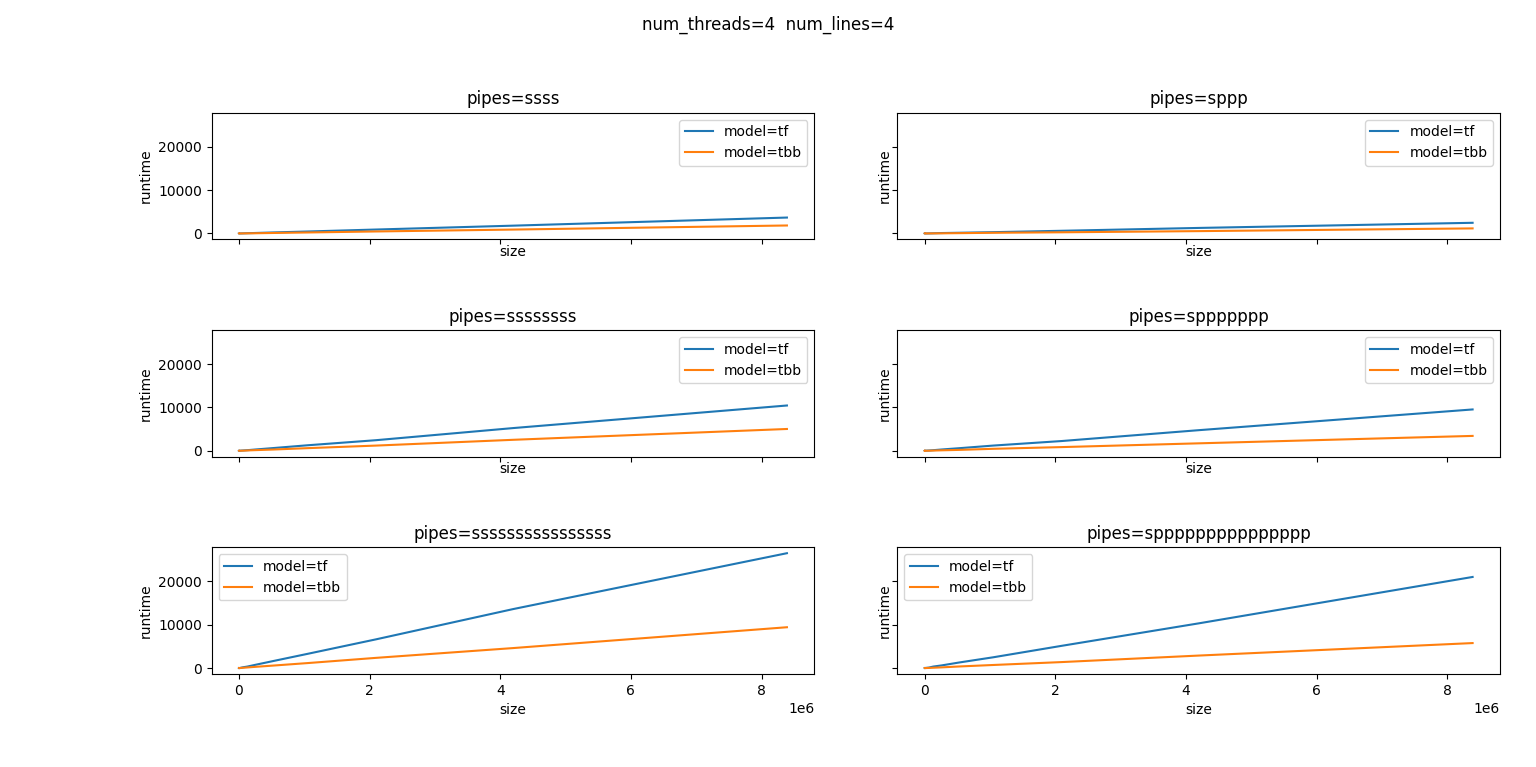 num_threads=4  num_lines=4
pipes=ssss
model=tf
model=tbb
20000
10000
0
runtime
size
pipes=sppp
model=tf
model=tbb
runtime
size
pipes=ssssssss
model=tf
model=tbb
20000
10000
0
runtime
size
pipes=sppppppp
model=tf
model=tbb
runtime
size
pipes=ssssssssssssssss
model=tf
model=tbb
20000
10000
0
runtime
0 2 4 6 8
1e6
size
pipes=sppppppppppppppp
model=tf
model=tbb
runtime
0 2 4 6 8
1e6
size